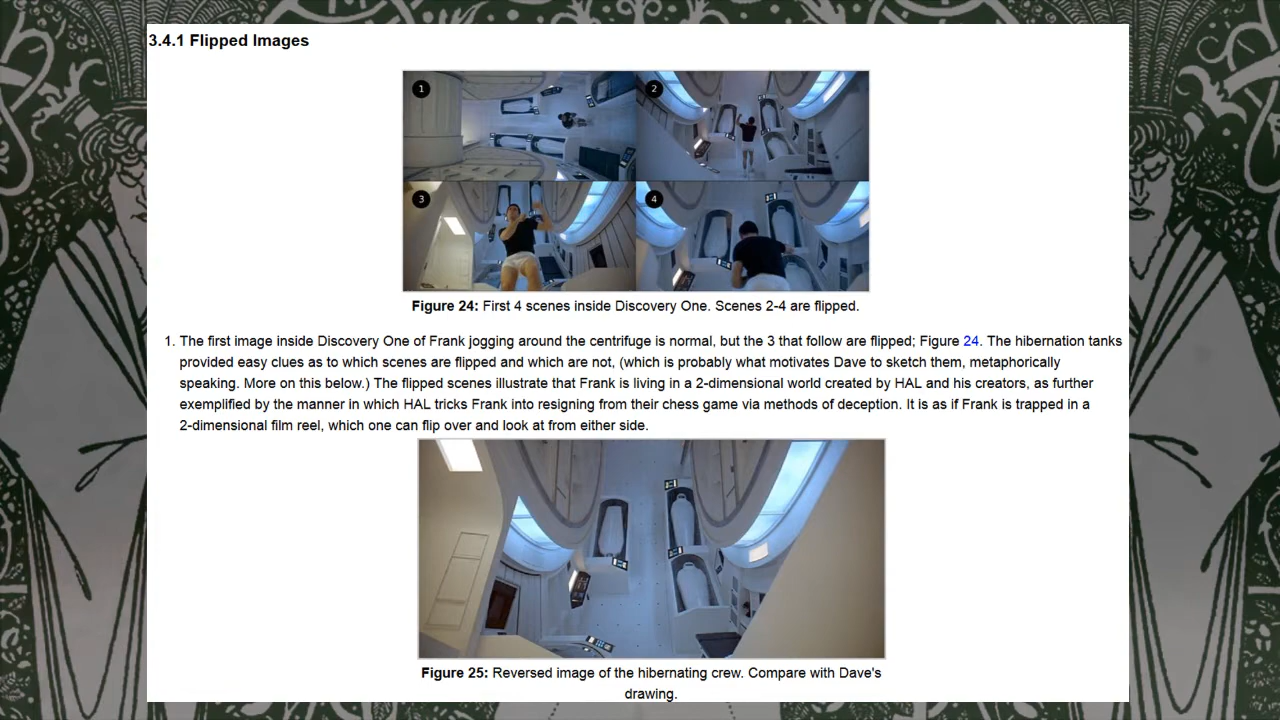 3.4.1 Flipped Images
1
2
3
4
Figure 24: First 4 scenes inside Discovery One. Scenes 2-4 are flipped.
1. The first image inside Discovery One of Frank jogging around the centrifuge is normal, but the 3 that follow are flipped; Figure 24. The hibernation tanks
provided easy clues as to which scenes are flipped and which are not, (which is probably what motivates Dave to sketch them, metaphorically
speaking. More on this below.) The flipped scenes illustrate that Frank is living in a 2-dimensional world created by HAL and his creators, as further
exemplified by the manner in which HAL tricks Frank into resigning from their chess game via methods of deception. It is as if Frank is trapped in a
2-dimensional film reel, which one can flip over and look at from either side.
Figure 25: Reversed image of the hibernating crew. Compare with Dave's
drawing.